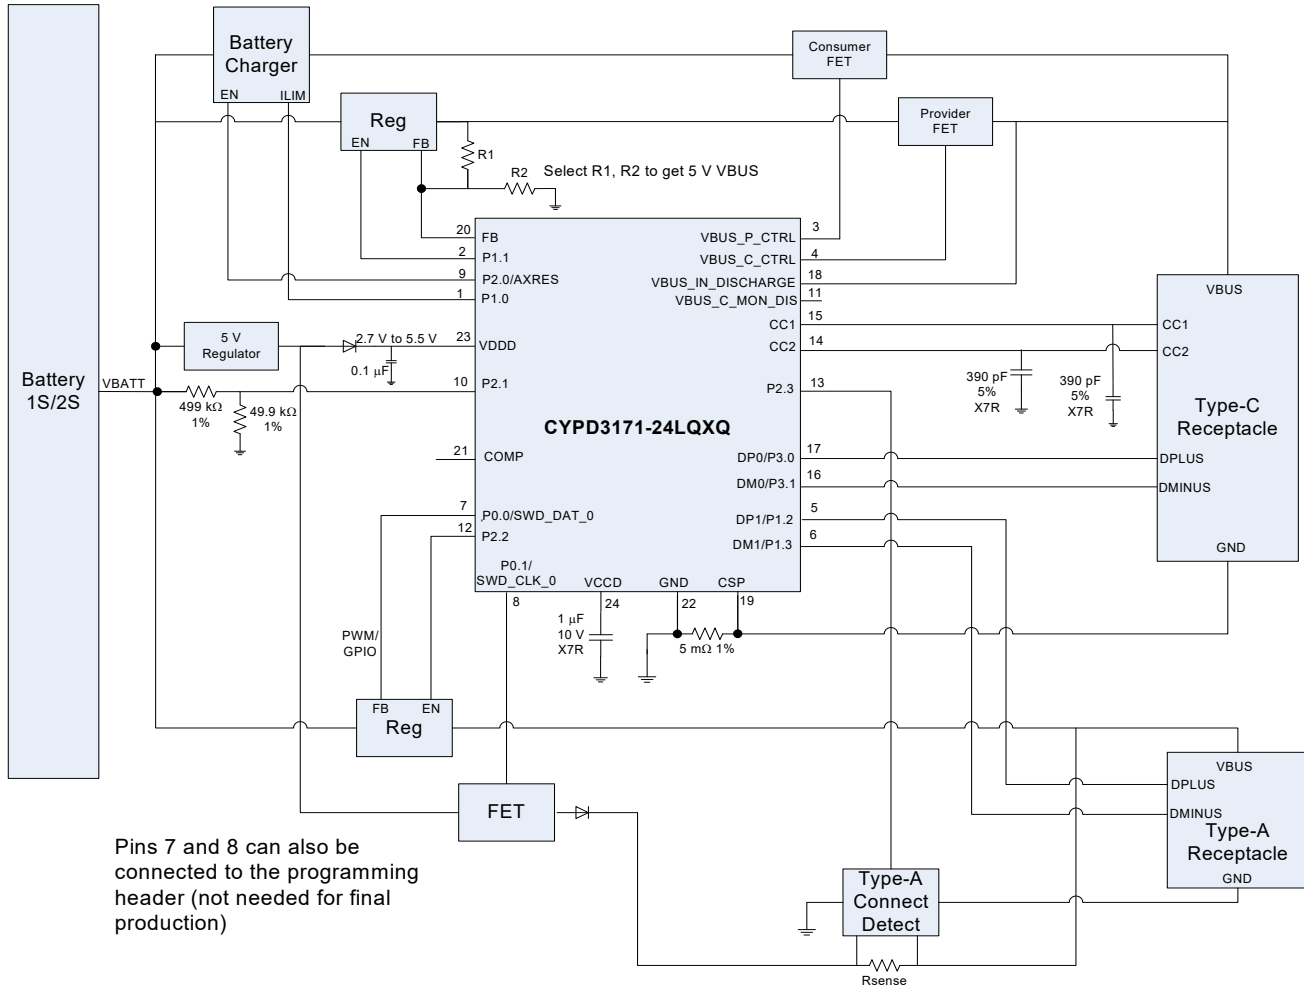 Battery
Charger
EN
ILIM
Consumer
FET
Reg
EN
FB
Provider
FET
R1
R2
Select R1, R2 to get 5 V VBUS
20
FB
2
P1.1
9
P2.0/AXRES
1
P1.0
VBUS_P_CTRL
3
VBUS_C_CTRL
4
VBUS_IN_DISCHARGE
18
VBUS_C_MON_DIS
11
CC1
15
CC2
14
VBUS
CC1
CC2
5 V
Regulator
2.7 V to 5.5 V
23
VDDD
0.1 μF
Battery
1S/2S
VBATT
10
P2.1
499 kΩ
1%
49.9 kΩ
1%
P2.3
13
390 pF
5%
X7R
390 pF
5%
X7R
Type-C
Receptacle
CYPD3171-24LQXQ
21
COMP
DP0/P3.0
17
DPLUS
DM0/P3.1
16
DMINUS
7
P0.0/SWD_DAT_0
12
P2.2
DP1/P1.2
5
DM1/P1.3
6
GND
P0.1/
SWD_CLK_0
VCCD
GND
CSP
8
24
22
19
1 μF
10 V
X7R
5 mΩ 1%
PWM/
GPIO
FB
EN
Reg
VBUS
DPLUS
DMINUS
Type-A
Receptacle
GND
FET
Pins 7 and 8 can also be
connected to the programming
header (not needed for final
production)
Type-A
Connect
Detect
Rsense